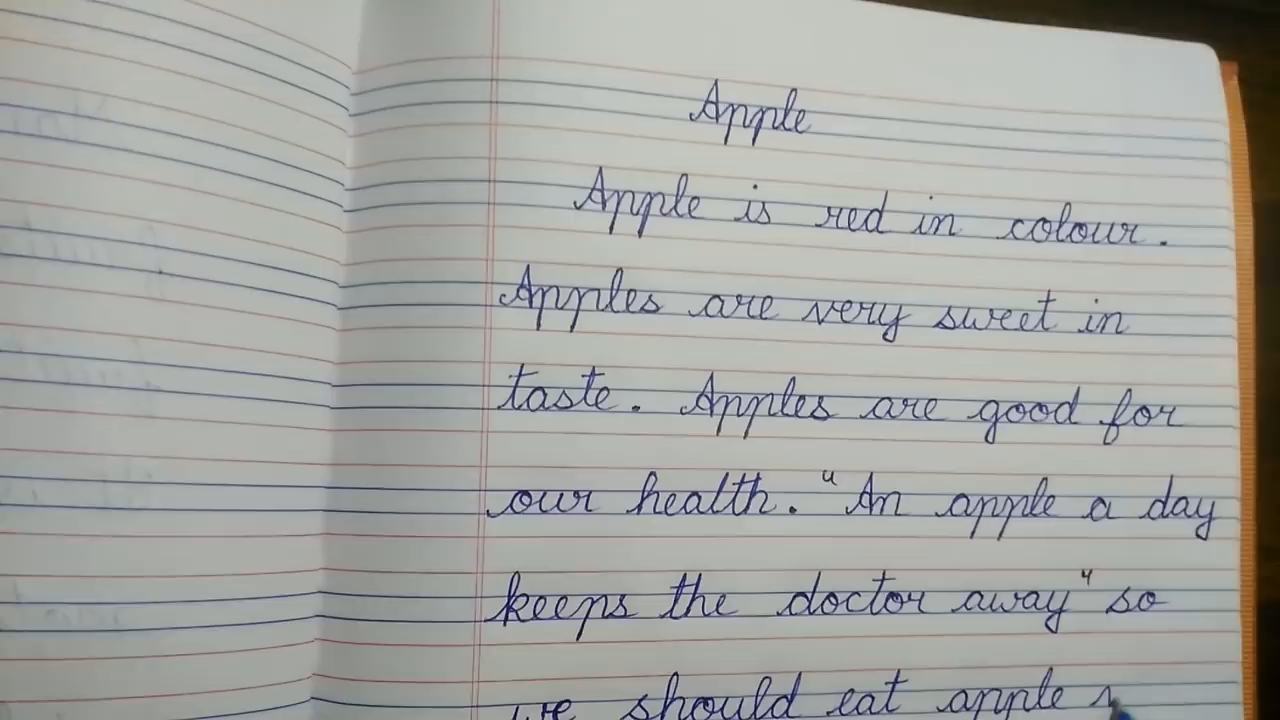 Apple
Apple is red in colour.
Apples are very sweet in
taste. Apples are good for
our health. "An apple a day
keeps the doctor away" so
we should eat apple